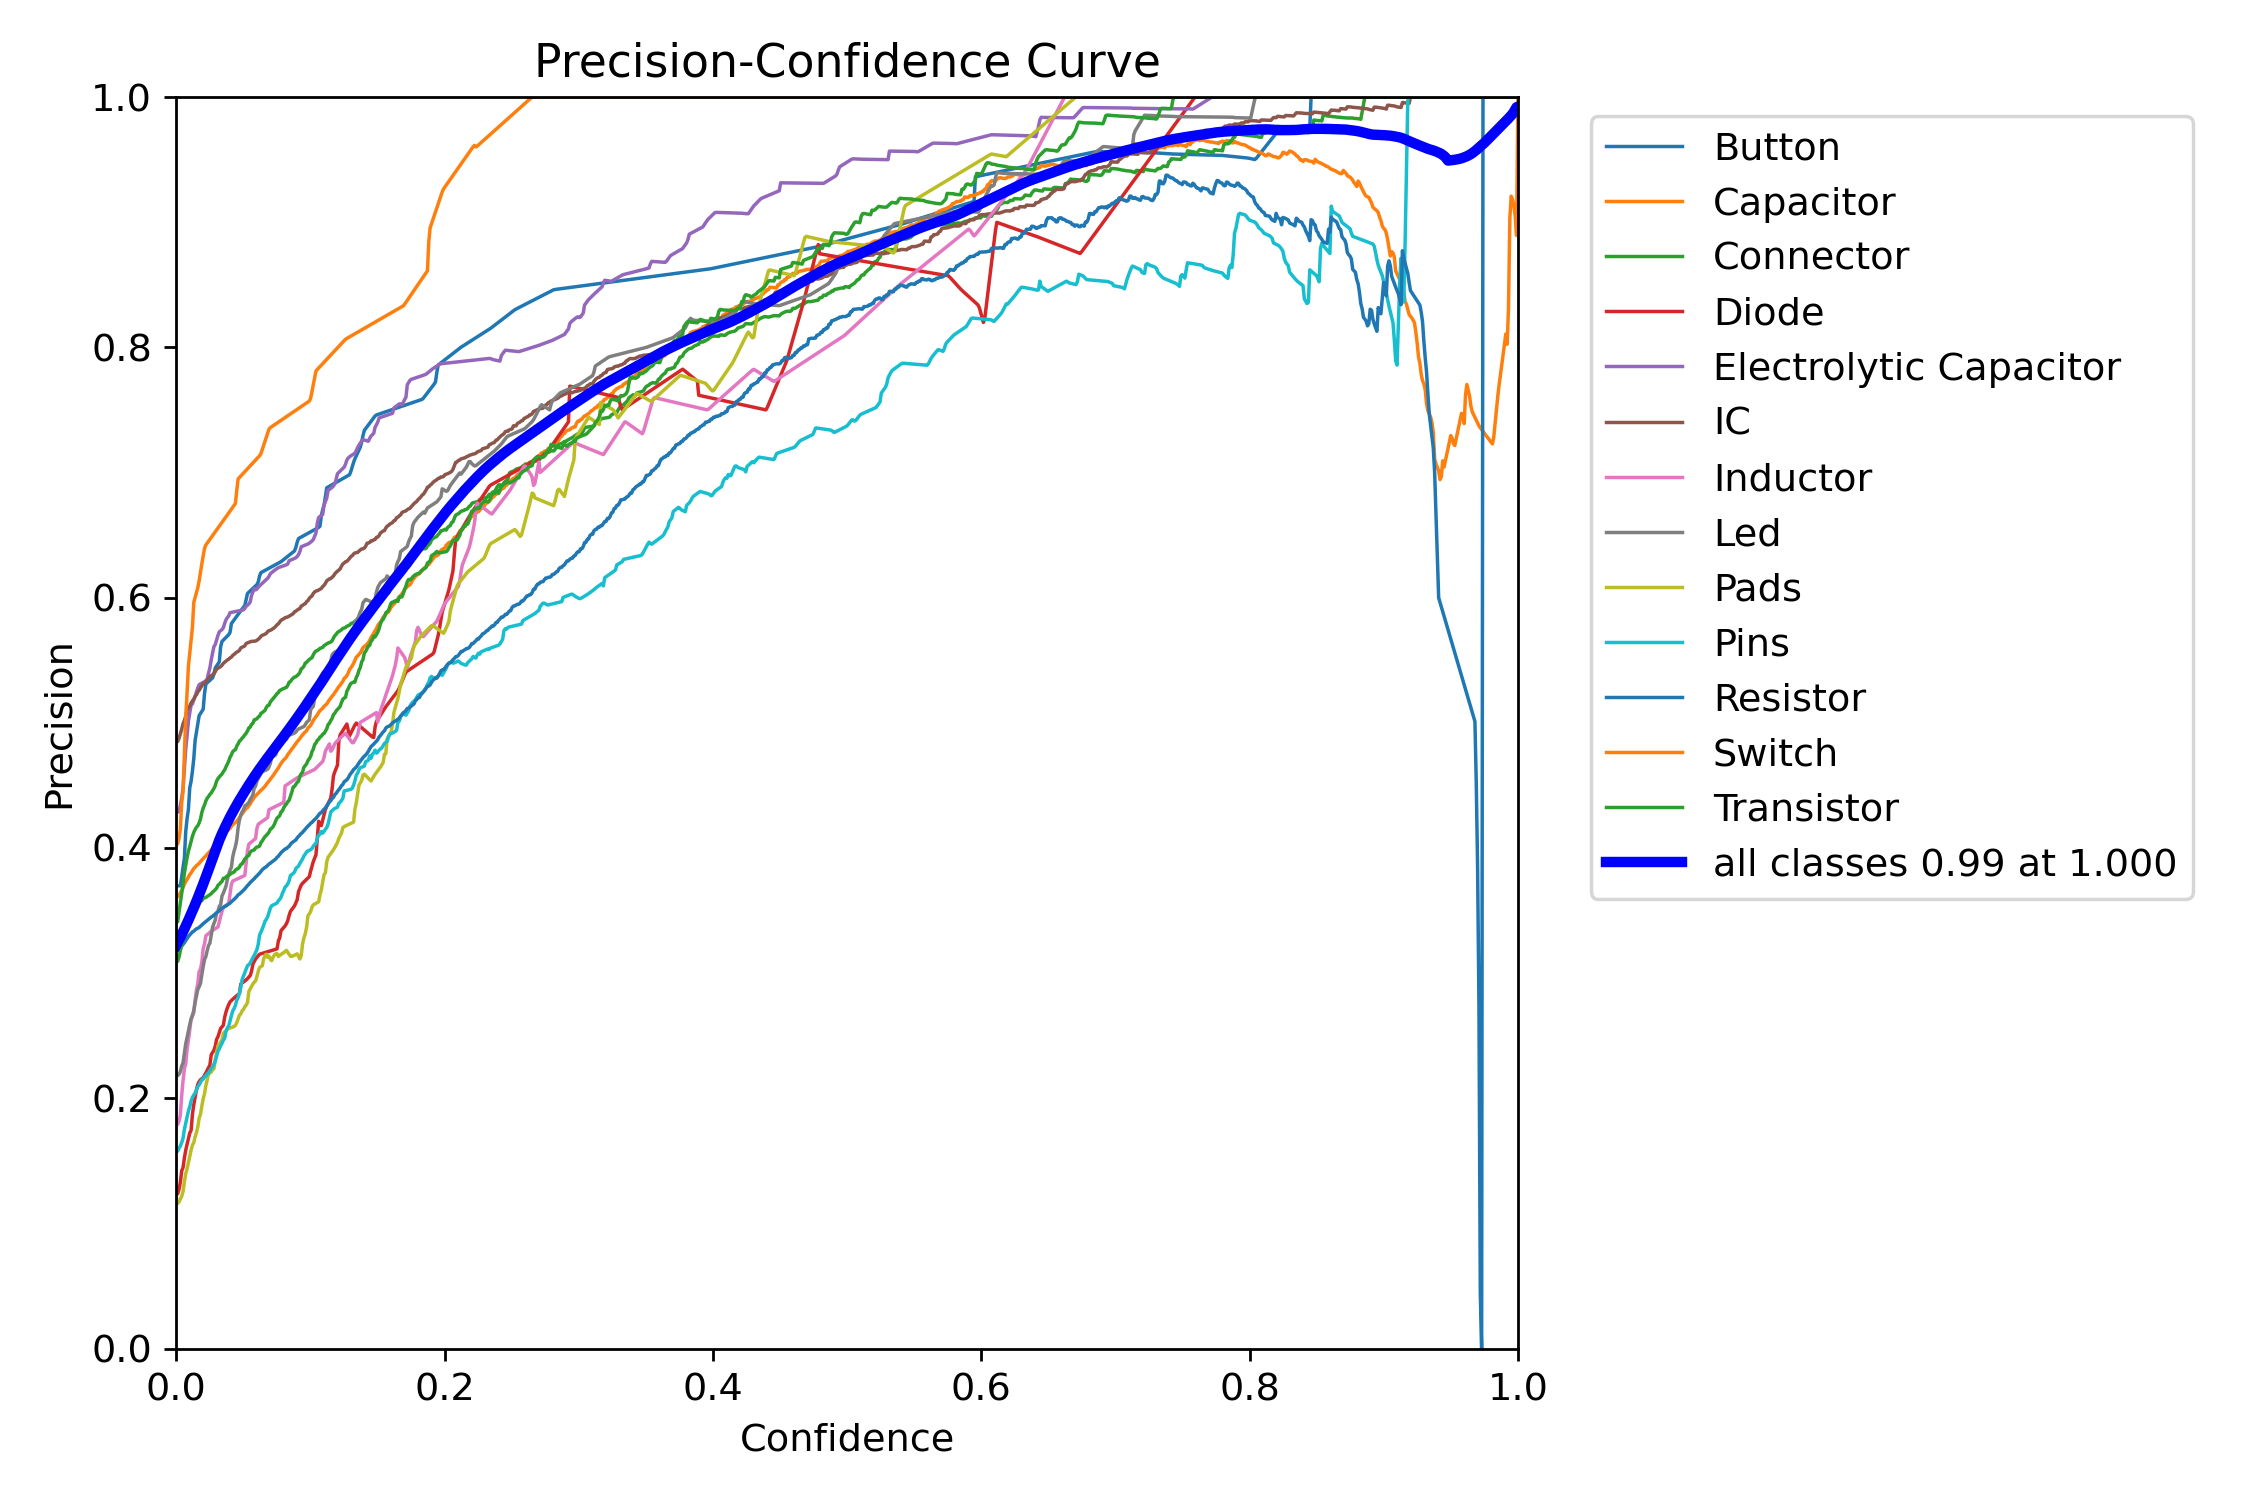 Precision-Confidence Curve
1.0
0.8
0.6
0.4
0.2
0.0
Precision
0.0 0.2 0.4 0.6 0.8 1.0
Confidence
Button
Capacitor
Connector
Diode
Electrolytic Capacitor
IC
Inductor
Led
Pads
Pins
Resistor
Switch
Transistor
all classes 0.99 at 1.000